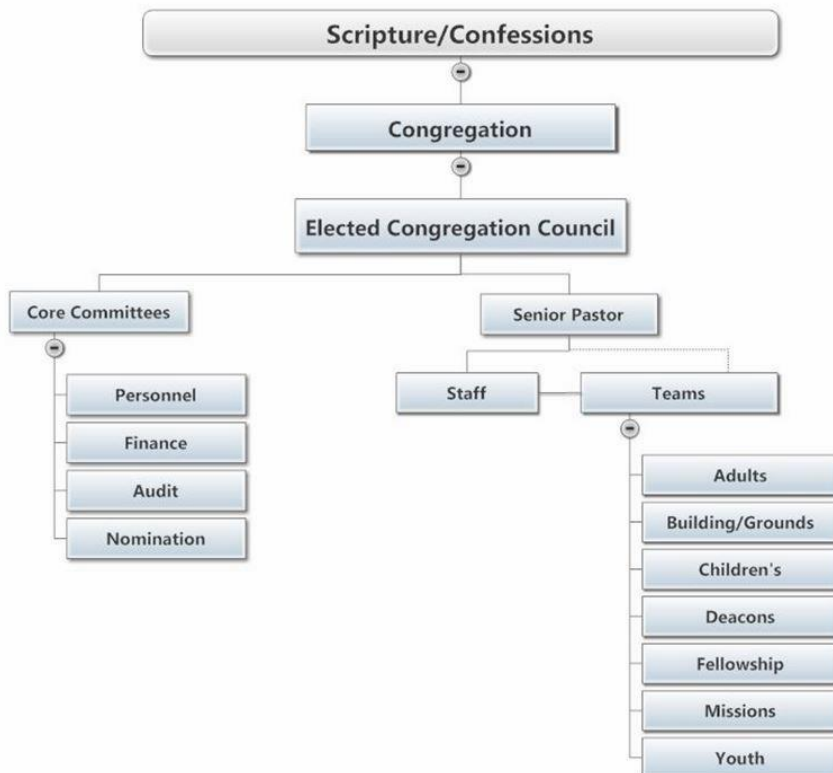 Scripture/Confessions
Congregation
Elected Congregation Council
Core Committees
Personnel
Finance
Audit
Nomination
Senior Pastor
Staff
Teams
Adults
Building/Grounds
Children's
Deacons
Fellowship
Missions
Youth